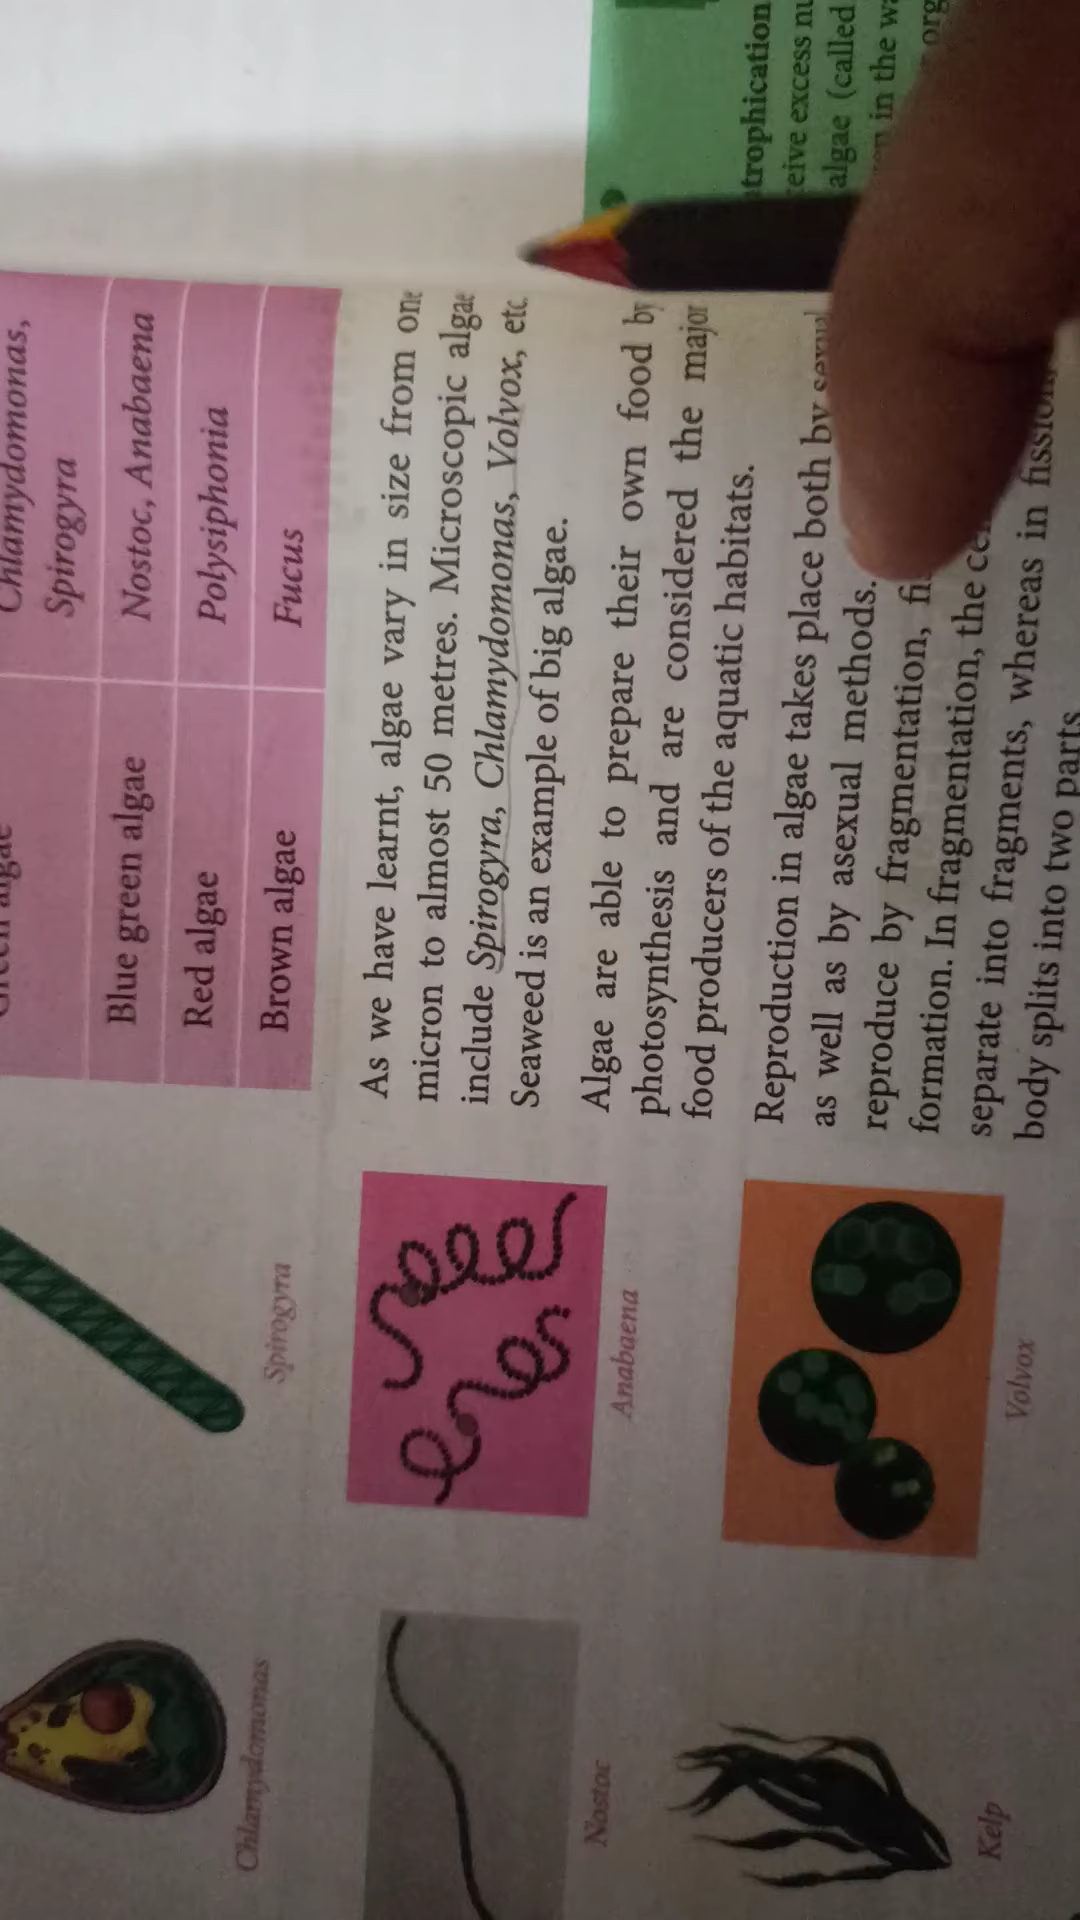 Chlamydomonas,
Spirogyra
Blue green algae Nostoc, Anabaena
Red algae Polysiphonia
Brown algae Fucus
As we have learnt, algae vary in size from one
micron to almost 50 metres. Microscopic algae
include Spirogyra, Chlamydomonas, Volvox, etc.
Seaweed is an example of big algae.
Algae are able to prepare their own food by
photosynthesis and are considered the major
food producers of the aquatic habitats.
Reproduction in algae takes place both by sexual
as well as by asexual methods.
reproduce by fragmentation,
formation. In fragmentation, the
separate into fragments, whereas in fission,
body splits into two parts
trophication
eive excess
algae (called
in the
Chlamydomonas
Spirogyra
Nostoc
Anabaena
Kelp
Volvox